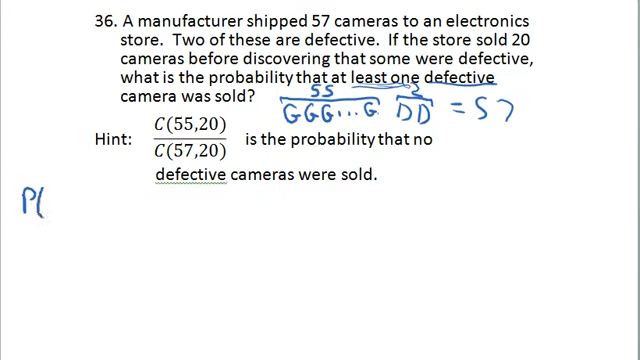 36. A manufacturer shipped 57 cameras to an electronics
store. Two of these are defective. If the store sold 20
cameras before discovering that some were defective,
what is the probability that at least one defective
camera was sold?
55 2
GGG...G DD = 57
Hint: C(55,20) / C(57,20) is the probability that no
defective cameras were sold.
P(